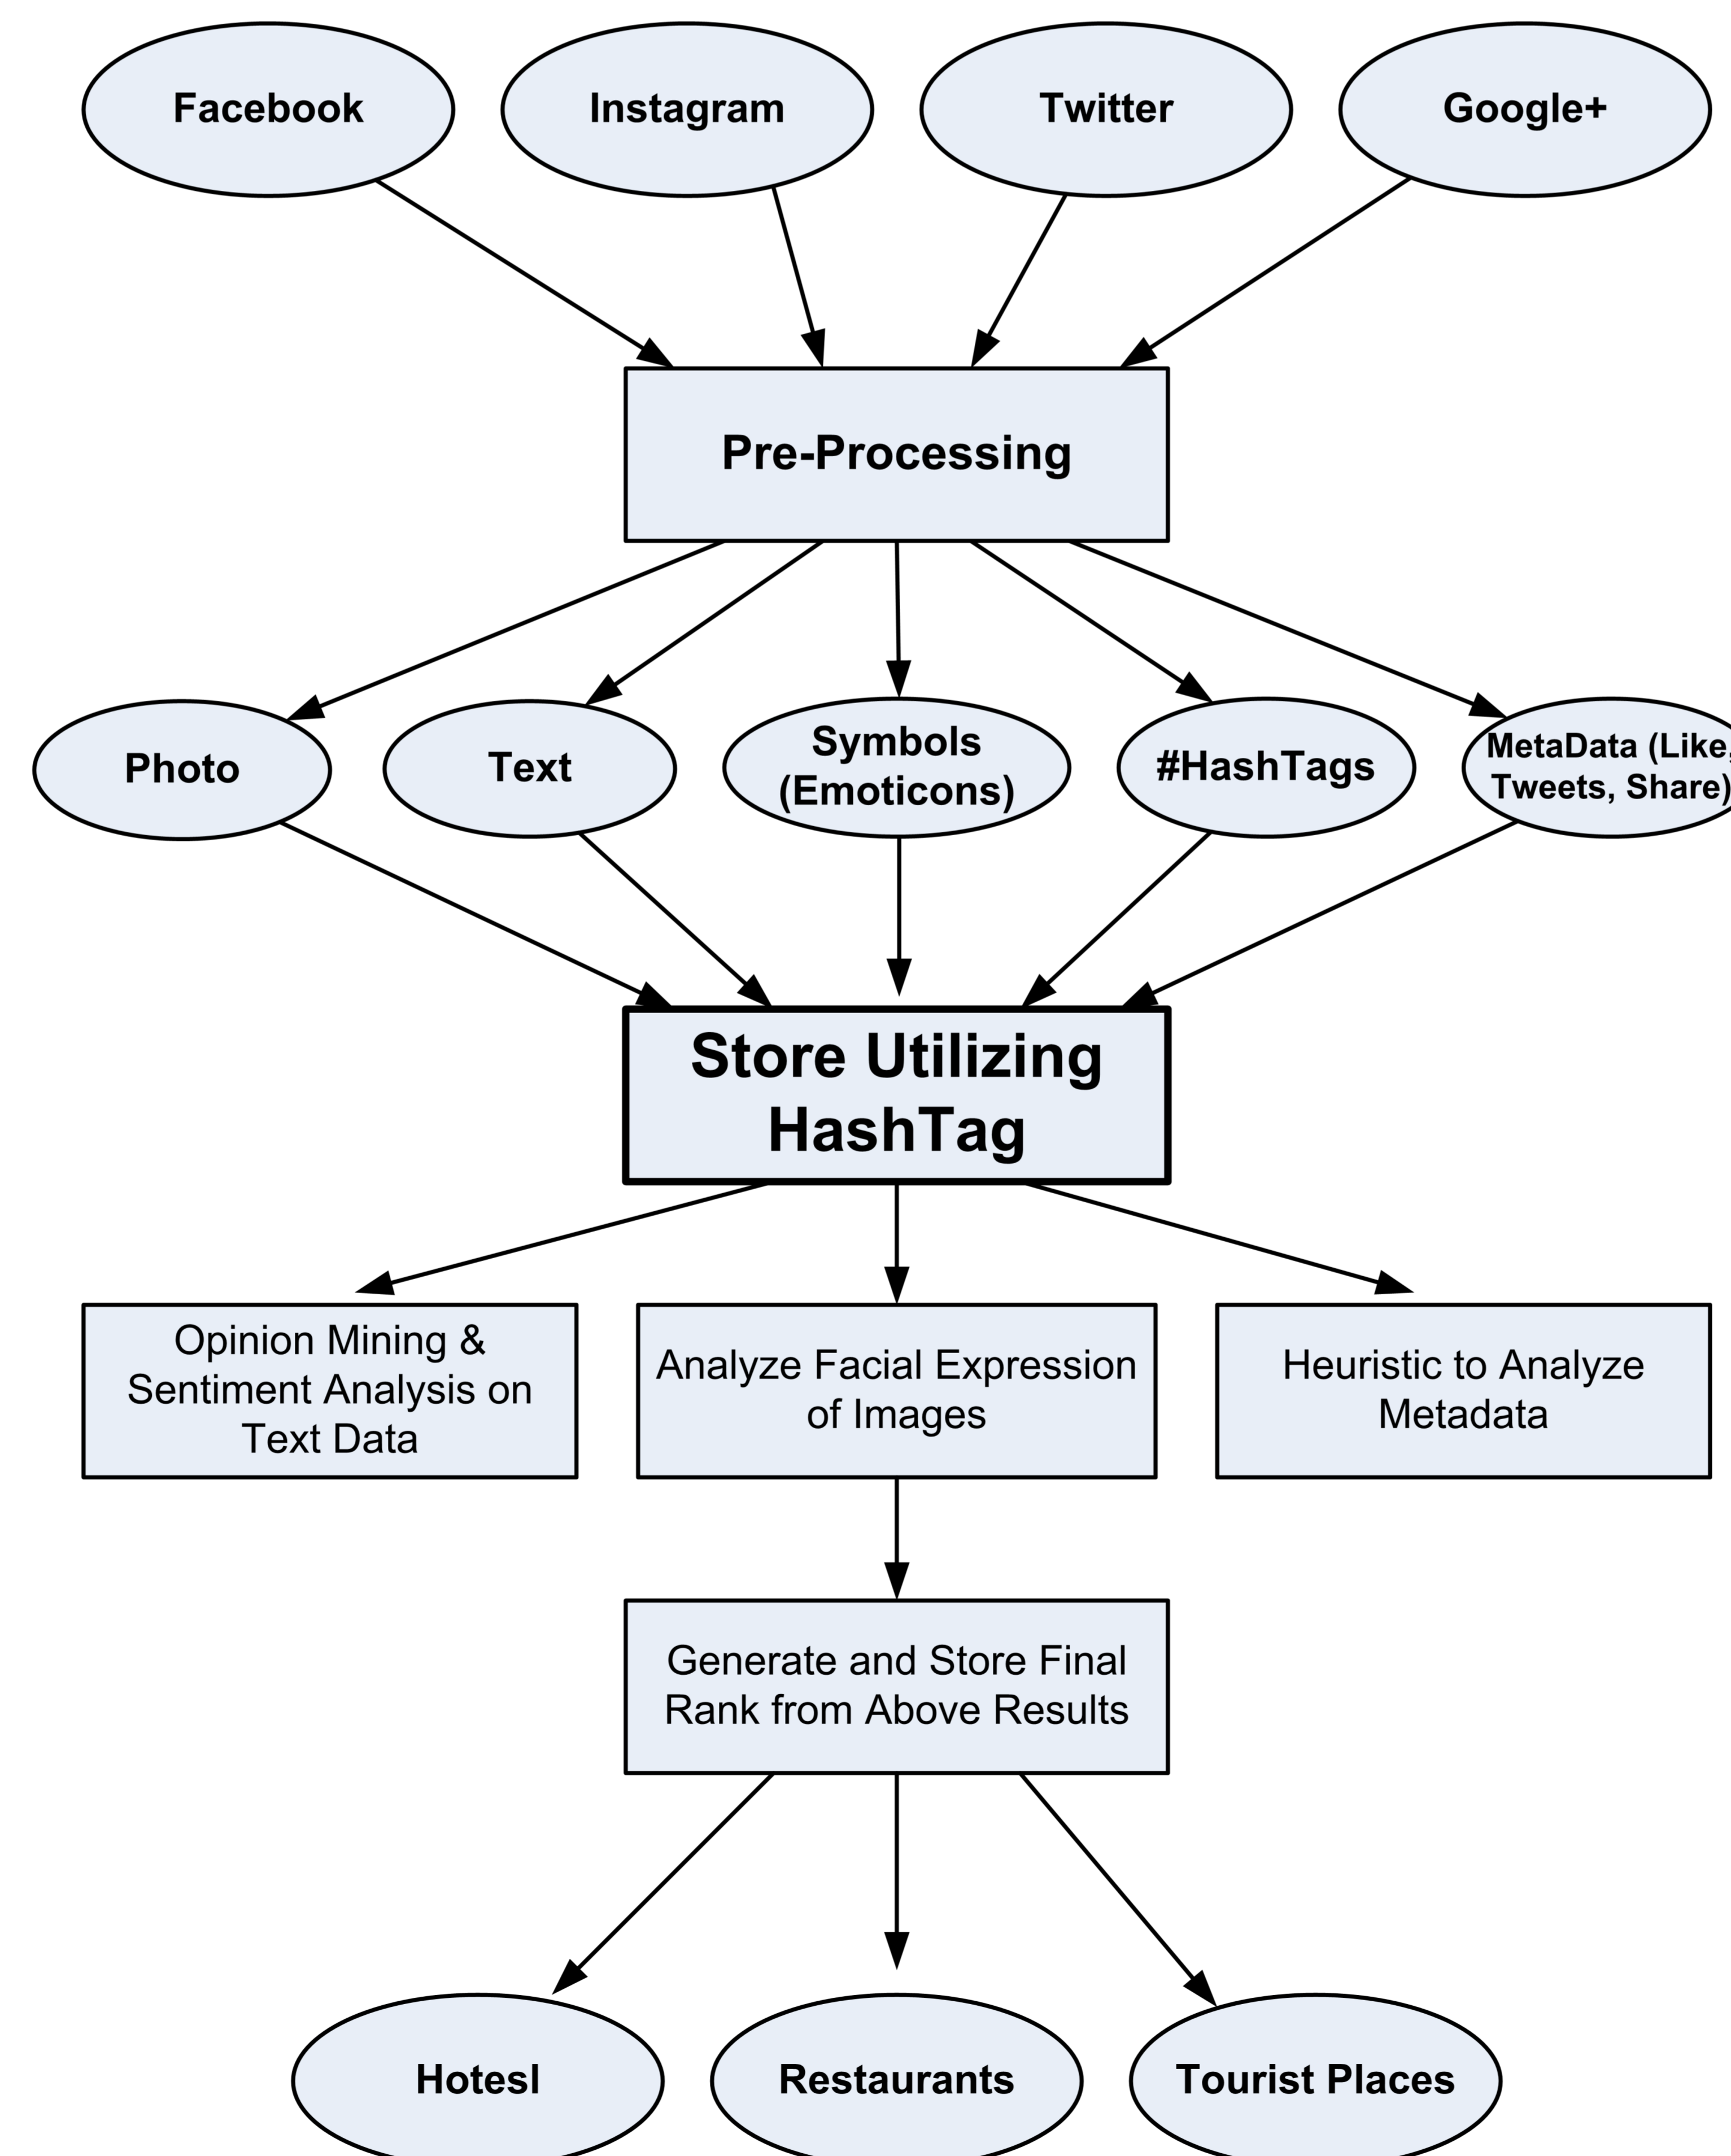 Facebook
Instagram
Twitter
Google+
Pre-Processing
Photo
Text
Symbols
(Emoticons)
#HashTags
MetaData (Like,
Tweets, Share)
Store Utilizing
HashTag
Opinion Mining &
Sentiment Analysis on
Text Data
Analyze Facial Expression
of Images
Heuristic to Analyze
Metadata
Generate and Store Final
Rank from Above Results
Hotesl
Restaurants
Tourist Places